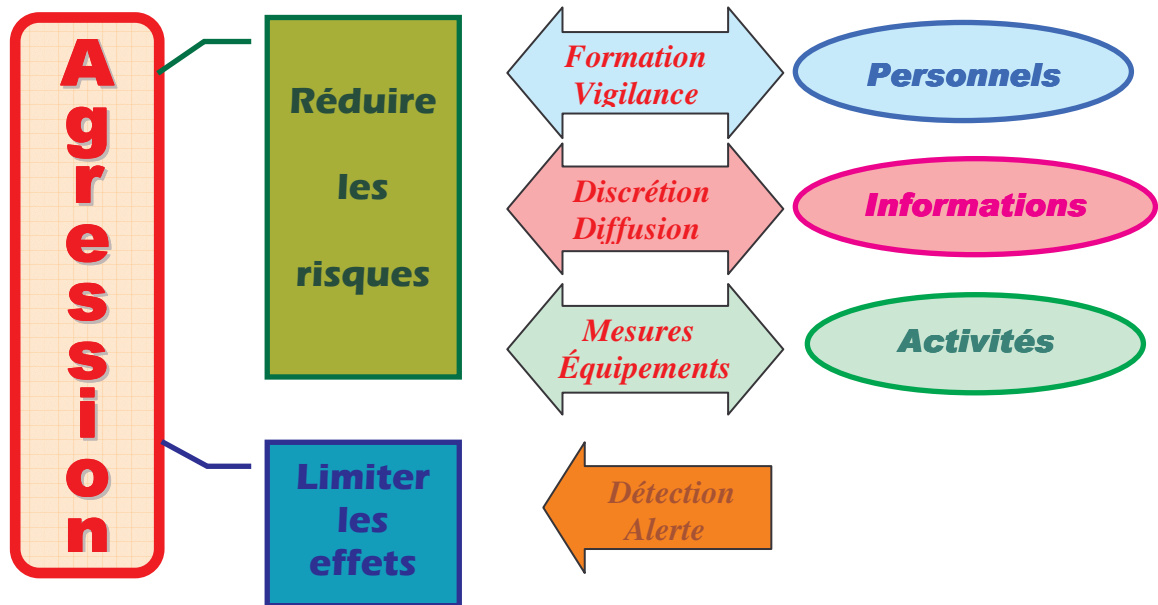 Agression
Réduire
les
risques
Formation
Vigilance
Personnels
Discrétion
Diffusion
Informations
Mesures
Équipements
Activités
Limiter
les
effets
Détection
Alerte